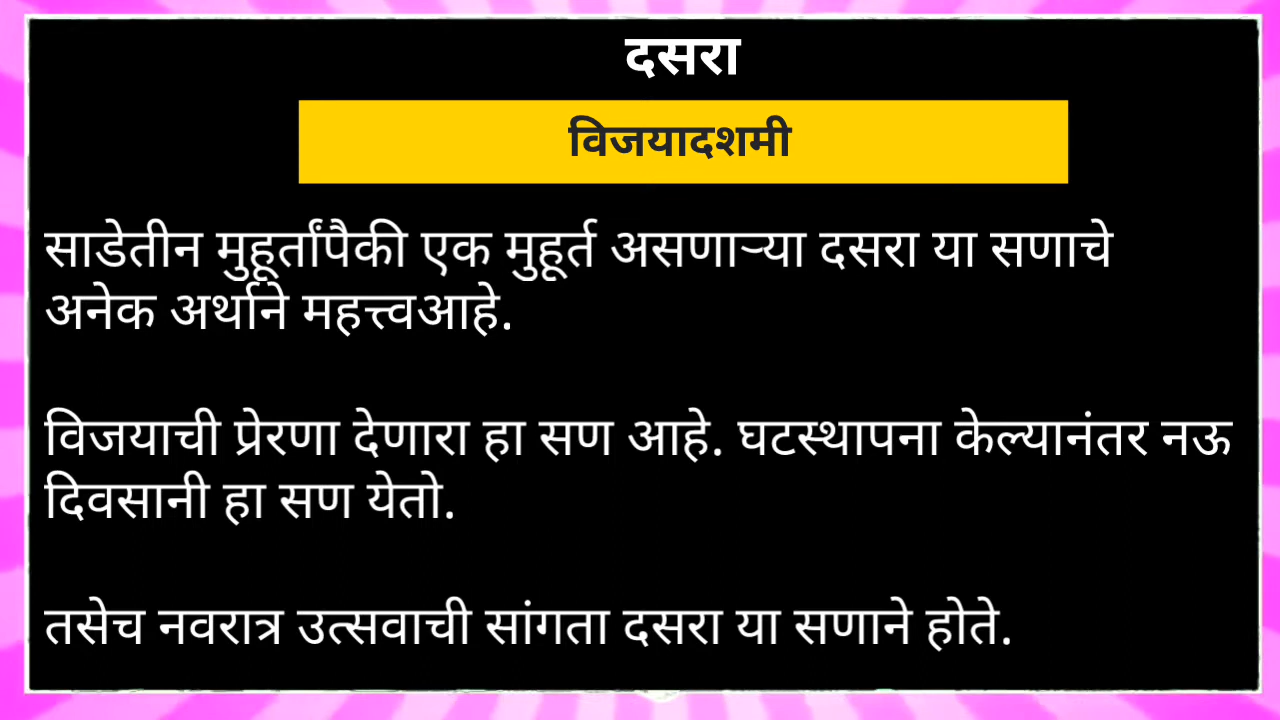 दसरा
विजयादशमी
साडेतीन मुहूर्तांपैकी एक मुहूर्त असणाऱ्या दसरा या सणाचे
अनेक अर्थाने महत्त्वआहे.
विजयाची प्रेरणा देणारा हा सण आहे. घटस्थापना केल्यानंतर नऊ
दिवसानी हा सण येतो.
तसेच नवरात्र उत्सवाची सांगता दसरा या सणाने होते.